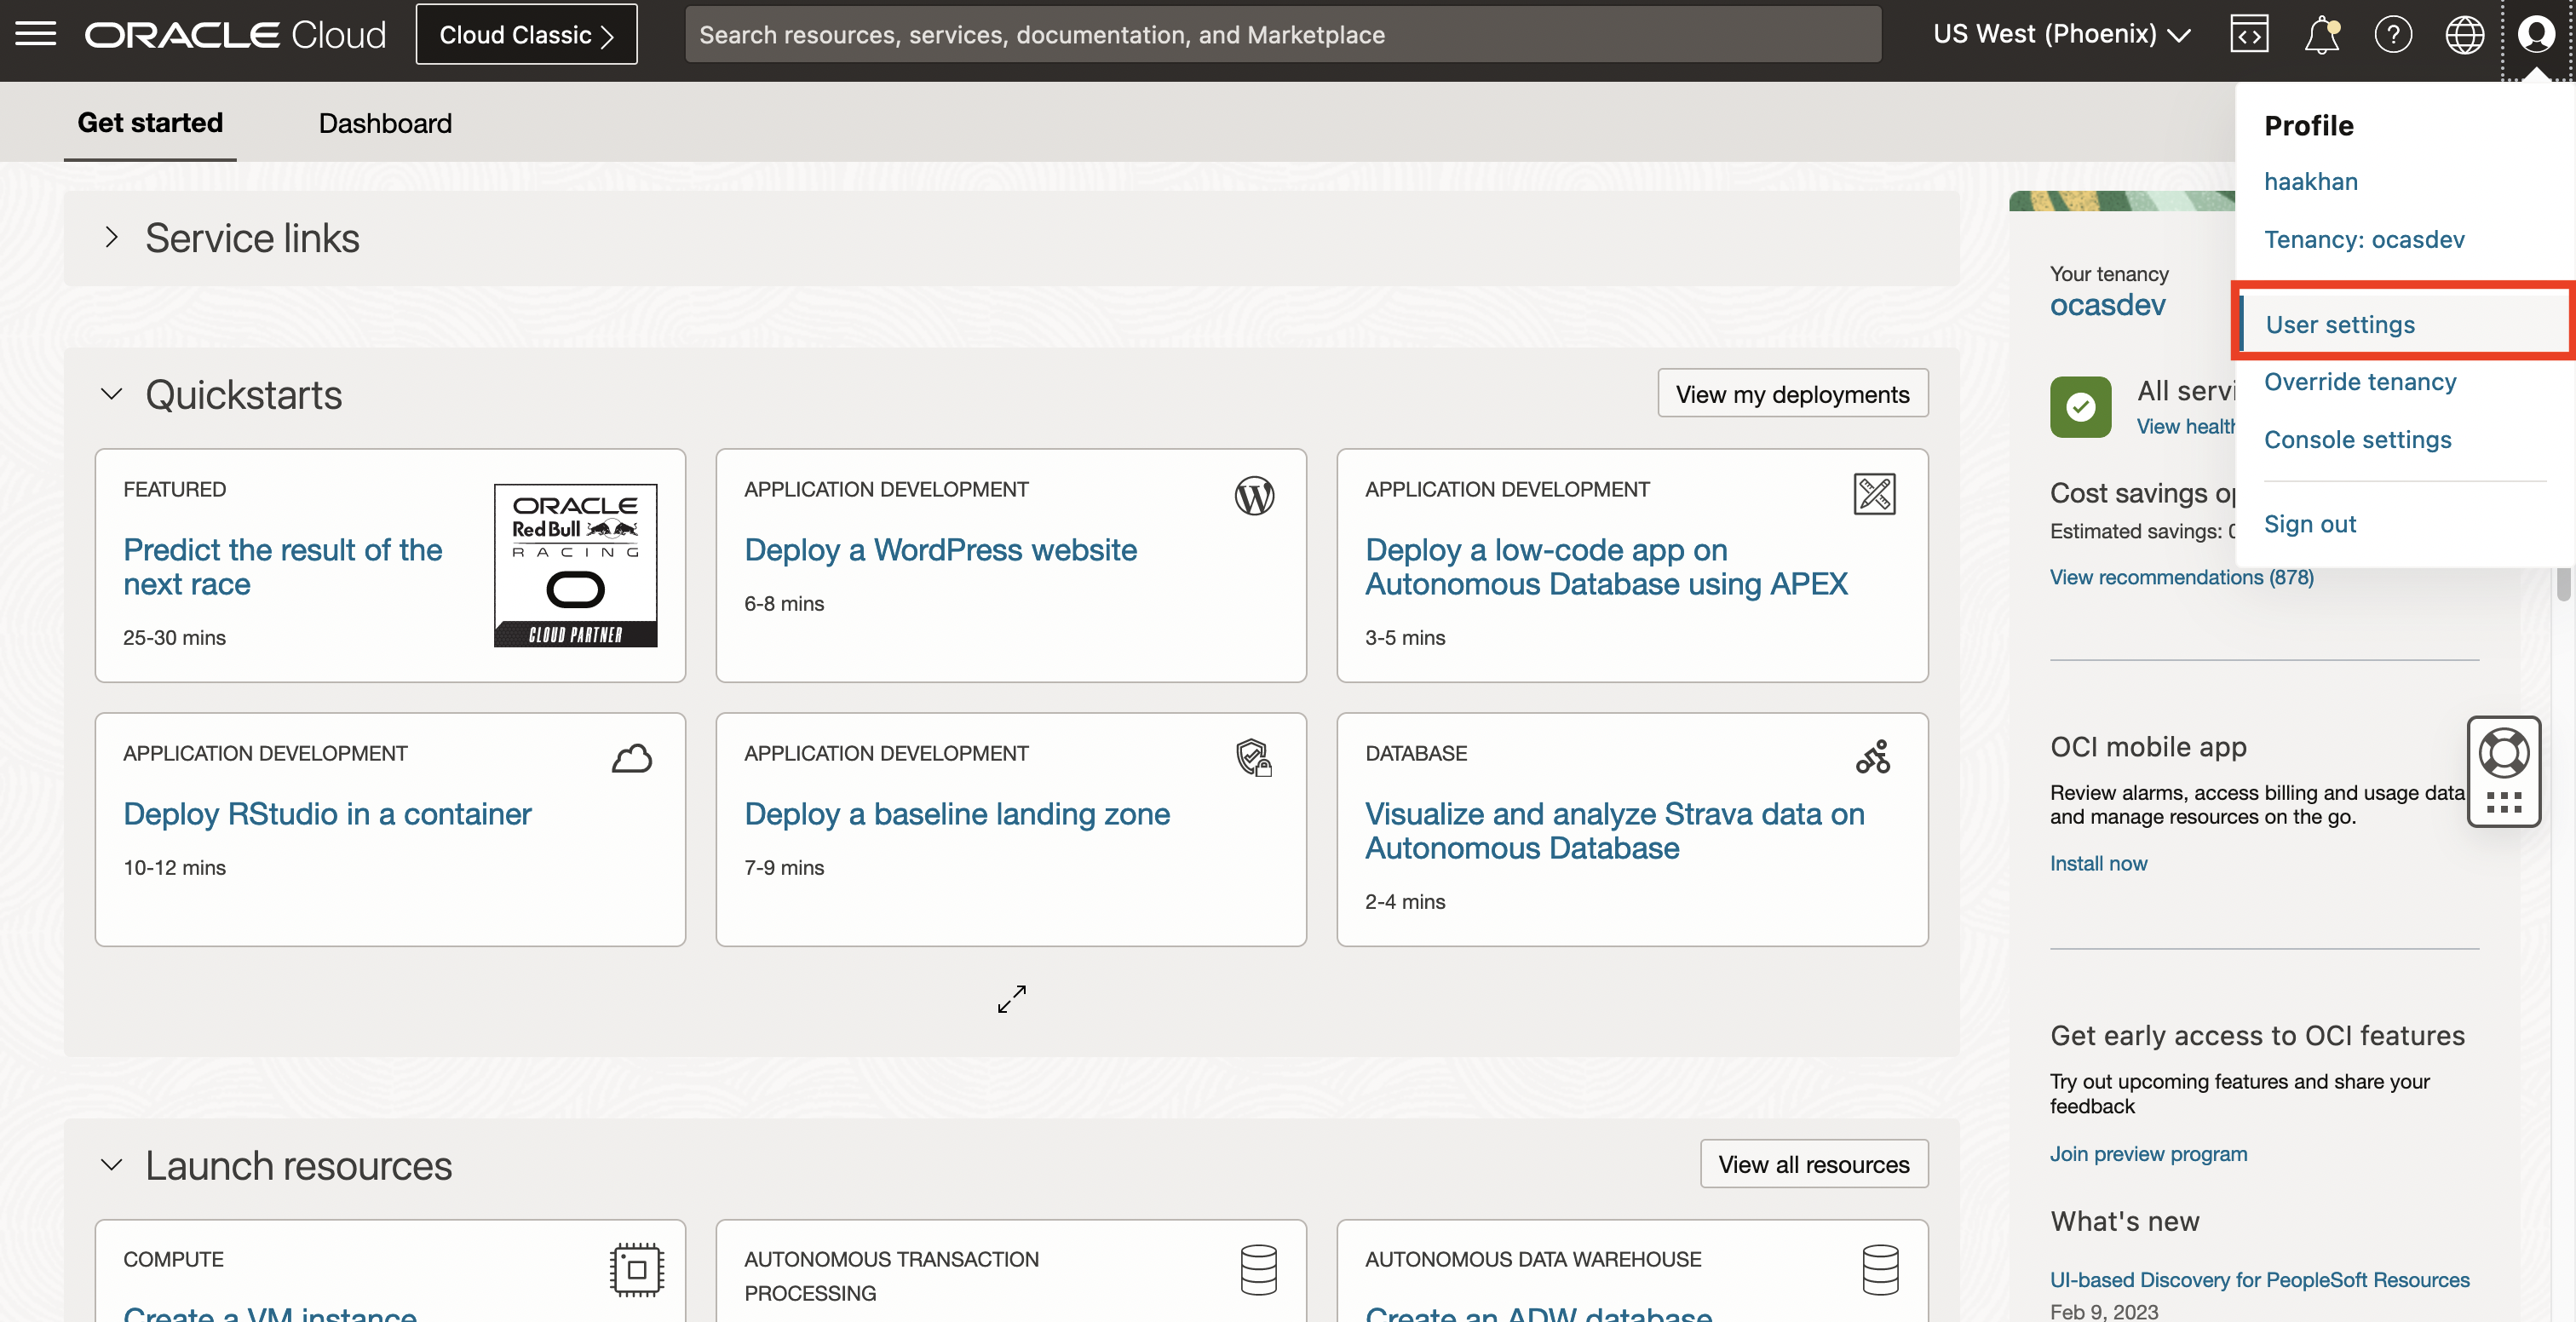 ORACLE Cloud
Cloud Classic
Search resources, services, documentation, and Marketplace
US West (Phoenix)
Get started
Dashboard
Profile
haakhan
Tenancy: ocasdev
User settings
Override tenancy
Console settings
Sign out
Service links
Quickstarts
View my deployments
FEATURED
Predict the result of the
next race
25-30 mins
ORACLE
Red Bull
RACING
CLOUD PARTNER
APPLICATION DEVELOPMENT
Deploy a WordPress website
6-8 mins
APPLICATION DEVELOPMENT
Deploy a low-code app on
Autonomous Database using APEX
3-5 mins
APPLICATION DEVELOPMENT
Deploy RStudio in a container
10-12 mins
APPLICATION DEVELOPMENT
Deploy a baseline landing zone
7-9 mins
DATABASE
Visualize and analyze Strava data on
Autonomous Database
2-4 mins
Launch resources
View all resources
COMPUTE
Create a VM instance
AUTONOMOUS TRANSACTION
PROCESSING
AUTONOMOUS DATA WAREHOUSE
Create an ADW database
Your tenancy
ocasdev
All servi
View health
Cost savings op
Estimated savings:
View recommendations (878)
OCI mobile app
Review alarms, access billing and usage data
and manage resources on the go.
Install now
Get early access to OCI features
Try out upcoming features and share your
feedback
Join preview program
What's new
UI-based Discovery for PeopleSoft Resources
Feb 9, 2023